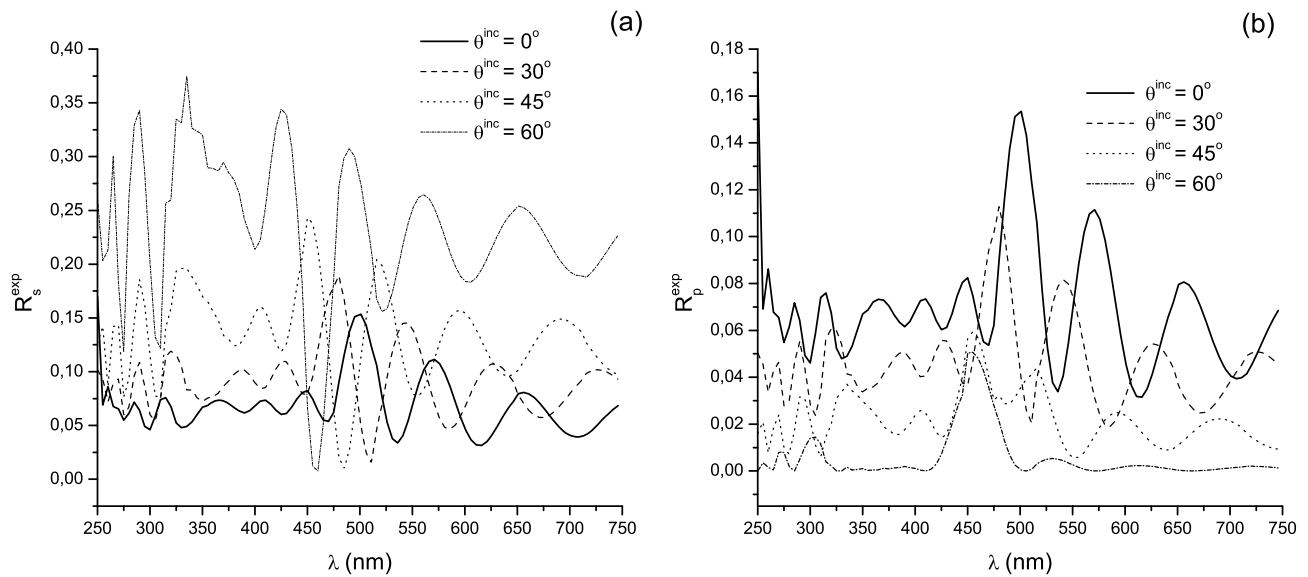 (a)
θinc = 0o
θinc = 30o
θinc = 45o
θinc = 60o
0,40
0,35
0,30
0,25
0,20
0,15
0,10
0,05
0,00
Rsexp
250 300 350 400 450 500 550 600 650 700 750
λ (nm)
(b)
θinc = 0o
θinc = 30o
θinc = 45o
θinc = 60o
0,18
0,16
0,14
0,12
0,10
0,08
0,06
0,04
0,02
0,00
Rpexp
250 300 350 400 450 500 550 600 650 700 750
λ (nm)